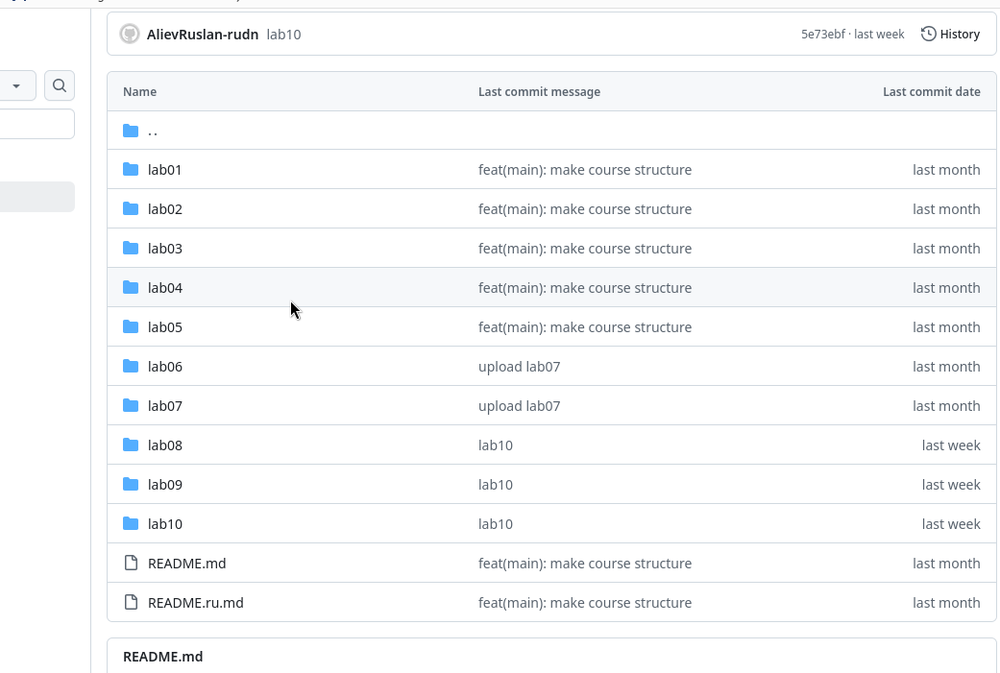 AlievRuslan-rudn lab10 5e73ebf · last week History
Name Last commit message Last commit date
..
lab01 feat(main): make course structure last month
lab02 feat(main): make course structure last month
lab03 feat(main): make course structure last month
lab04 feat(main): make course structure last month
lab05 feat(main): make course structure last month
lab06 upload lab07 last month
lab07 upload lab07 last month
lab08 lab10 last week
lab09 lab10 last week
lab10 lab10 last week
README.md feat(main): make course structure last month
README.ru.md feat(main): make course structure last month
README.md